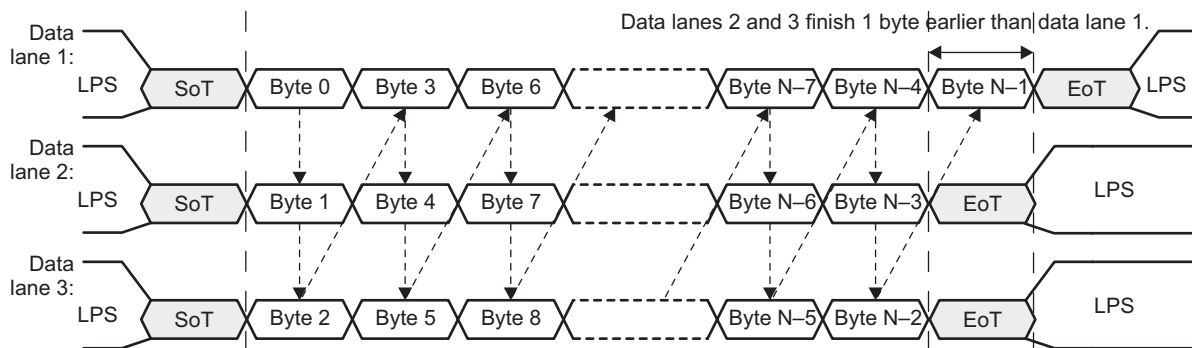 Data lanes 2 and 3 finish 1 byte earlier than data lane 1.
Data
lane 1:
LPS SoT Byte 0 Byte 3 Byte 6 Byte N–7 Byte N–4 Byte N–1 EoT LPS
Data
lane 2:
LPS SoT Byte 1 Byte 4 Byte 7 Byte N–6 Byte N–3 EoT LPS
Data
lane 3:
LPS SoT Byte 2 Byte 5 Byte 8 Byte N–5 Byte N–2 EoT LPS